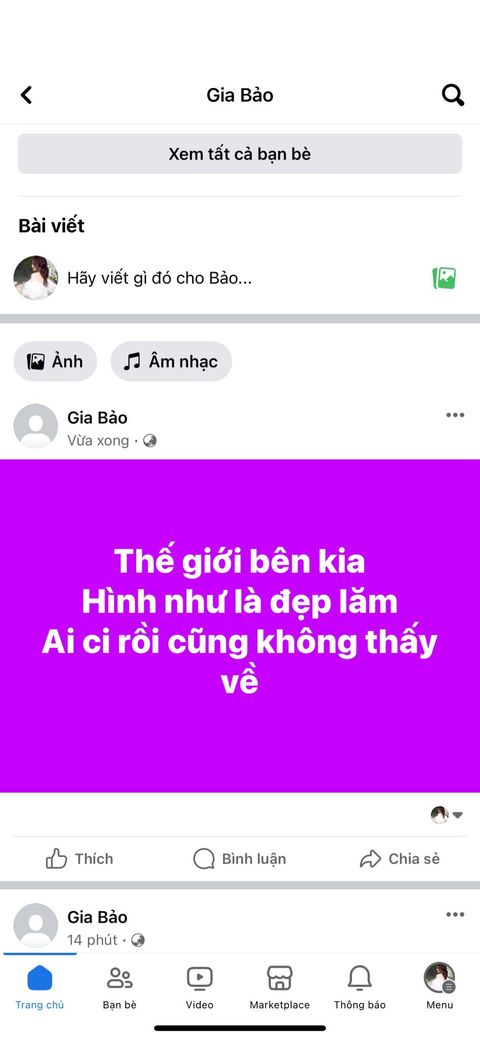 Gia Bảo
Xem tất cả bạn bè
Bài viết
Hãy viết gì đó cho Bảo...
Ảnh
Âm nhạc
Gia Bảo
Vừa xong ·
Thế giới bên kia
Hình như là đẹp lăm
Ai ci rồi cũng không thấy
về
Thích
Bình luận
Chia sẻ
Gia Bảo
14 phút ·
Trang chủ
Bạn bè
Video
Marketplace
Thông báo
Menu